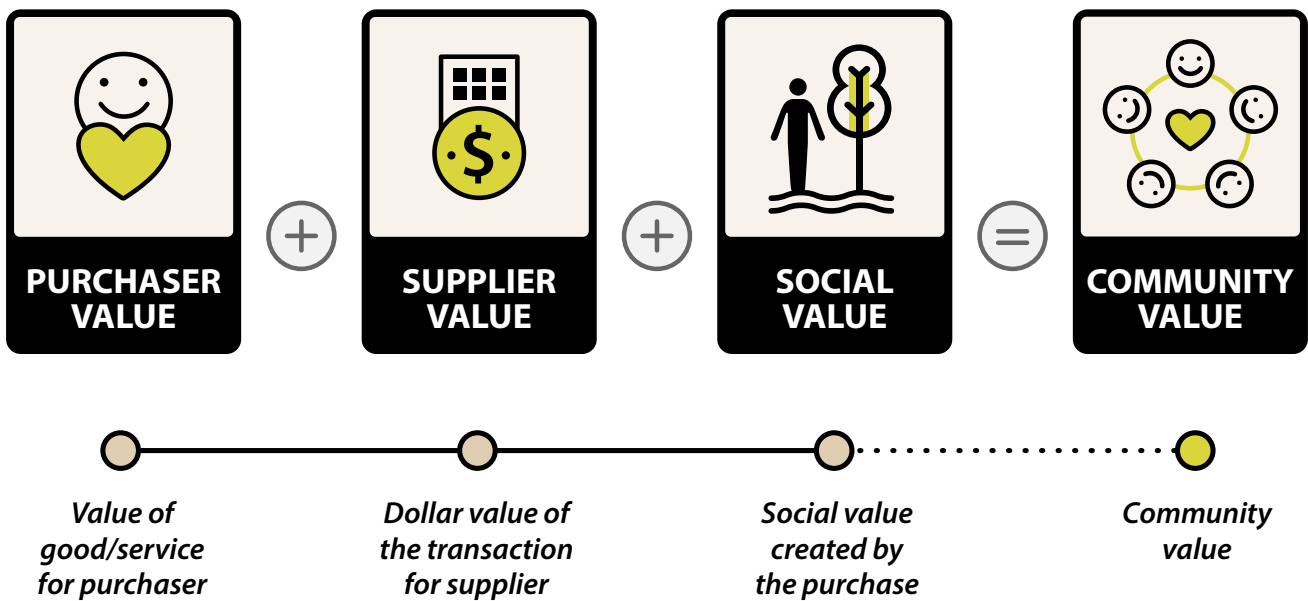 $
+
+
=
PURCHASER
VALUE
SUPPLIER
VALUE
SOCIAL
VALUE
COMMUNITY
VALUE
Value of
good/service
for purchaser
Dollar value of
the transaction
for supplier
Social value
created by
the purchase
Community
value